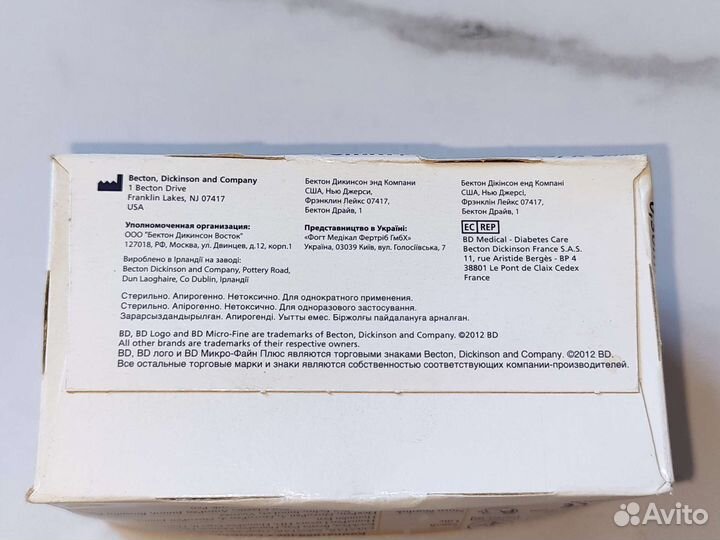 Becton, Dickinson and Company
1 Becton Drive
Franklin Lakes, NJ 07417
USA
Бектон Дикинсон энд Компани
США, Нью Джерси,
Фрэнклин Лейкс 07417,
Бектон Драйв, 1
Бектон Дікінсон енд Компані
США, Нью Джерсі,
Фрэнклін Лейкс 07417,
Бектон Драйв, 1
Уполномоченная организация:
ООО "Бектон Дикинсон Восток"
127018, РФ, Москва, ул. Двинцев, д.12, корп.1
Представництво в Україні:
«Фогт Медікал Фертріб ГмбХ»
Україна, 03039 Київ, вул. Голосіївська, 7
EC REP
BD Medical - Diabetes Care
Becton Dickinson France S.A.S.
11, rue Aristide Bergès - BP 4
38801 Le Pont de Claix Cedex
France
Вироблено в Ірландії на заводі:
Becton Dickinson and Company, Pottery Road,
Dun Laoghaire, Co Dublin, Ірландії
Стерильно. Апирогенно. Нетоксично. Для однократного применения.
Стерильно. Апірогенно. Нетоксично. Для одноразового застосування.
Зарарсыздандырылған. Апирогенді. Уытты емес. Біржолғы пайдалануға арналған.
BD, BD Logo and BD Micro-Fine are trademarks of Becton, Dickinson and Company. ©2012 BD
All other brands are trademarks of their respective owners.
BD, BD лого и BD Микро-Файн Плюс являются торговыми знаками Becton, Dickinson and Company. ©2012 BD.
Все остальные торговые марки и знаки являются собственностью соответствующих компании-производителей.
Avito